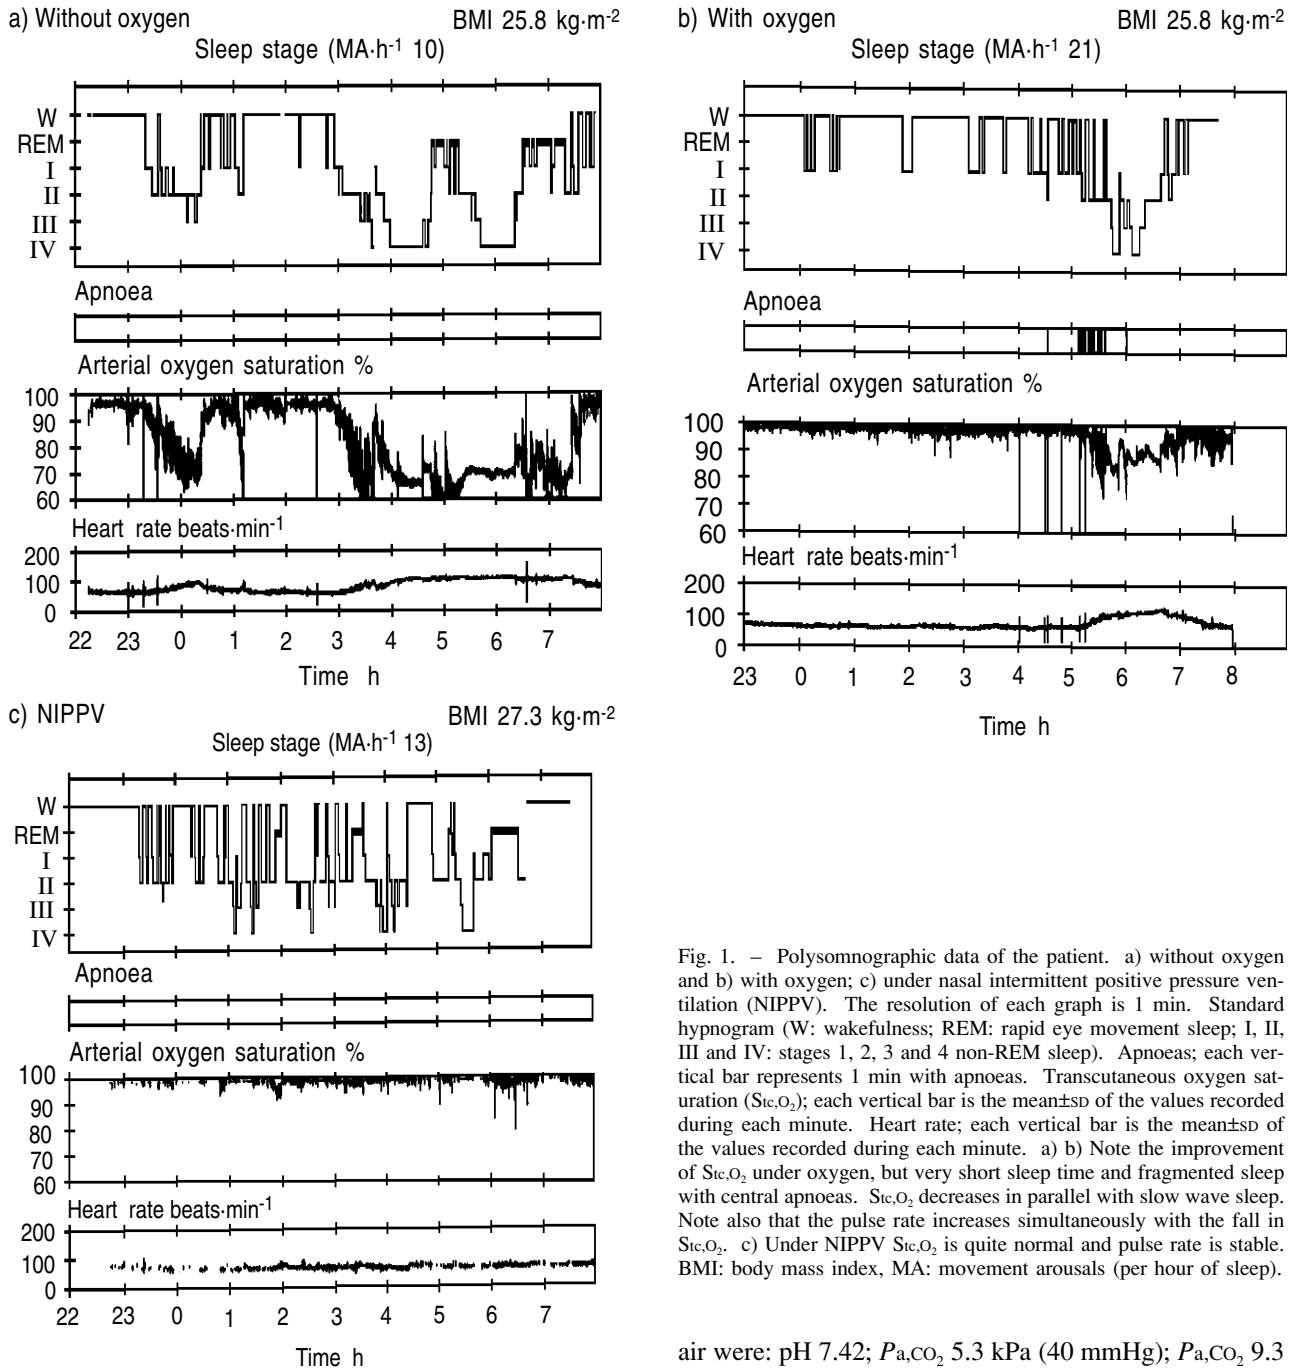 a) Without oxygen BMI 25.8 kg·m-2
Sleep stage (MA·h-1 10)
W
REM
I
II
III
IV
Apnoea
Arterial oxygen saturation %
100
90
80
70
60
Heart rate beats·min-1
200
100
0
22 23 0 1 2 3 4 5 6 7
Time h
b) With oxygen BMI 25.8 kg·m-2
Sleep stage (MA·h-1 21)
W
REM
I
II
III
IV
Apnoea
Arterial oxygen saturation %
100
90
80
70
60
Heart rate beats·min-1
200
100
0
23 0 1 2 3 4 5 6 7 8
Time h
c) NIPPV BMI 27.3 kg·m-2
Sleep stage (MA·h-1 13)
W
REM
I
II
III
IV
Apnoea
Arterial oxygen saturation %
100
90
80
70
60
Heart rate beats·min-1
200
100
0
22 23 0 1 2 3 4 5 6 7
Time h
Fig. 1. – Polysomnographic data of the patient. a) without oxygen
and b) with oxygen; c) under nasal intermittent positive pressure ven-
tilation (NIPPV). The resolution of each graph is 1 min. Standard
hypnogram (W: wakefulness; REM: rapid eye movement sleep; I, II,
III and IV: stages 1, 2, 3 and 4 non-REM sleep). Apnoeas; each ver-
tical bar represents 1 min with apnoeas. Transcutaneous oxygen sat-
uration (Stc,O2); each vertical bar is the mean±SD of the values recorded
during each minute. Heart rate; each vertical bar is the mean±SD of
the values recorded during each minute. a) b) Note the improvement
of Stc,O2 under oxygen, but very short sleep time and fragmented sleep
with central apnoeas. Stc,O2 decreases in parallel with slow wave sleep.
Note also that the pulse rate increases simultaneously with the fall in
Stc,O2. c) Under NIPPV Stc,O2 is quite normal and pulse rate is stable.
BMI: body mass index, MA: movement arousals (per hour of sleep).
air were: pH 7.42; Pa,CO2 5.3 kPa (40 mmHg); Pa,CO2 9.3